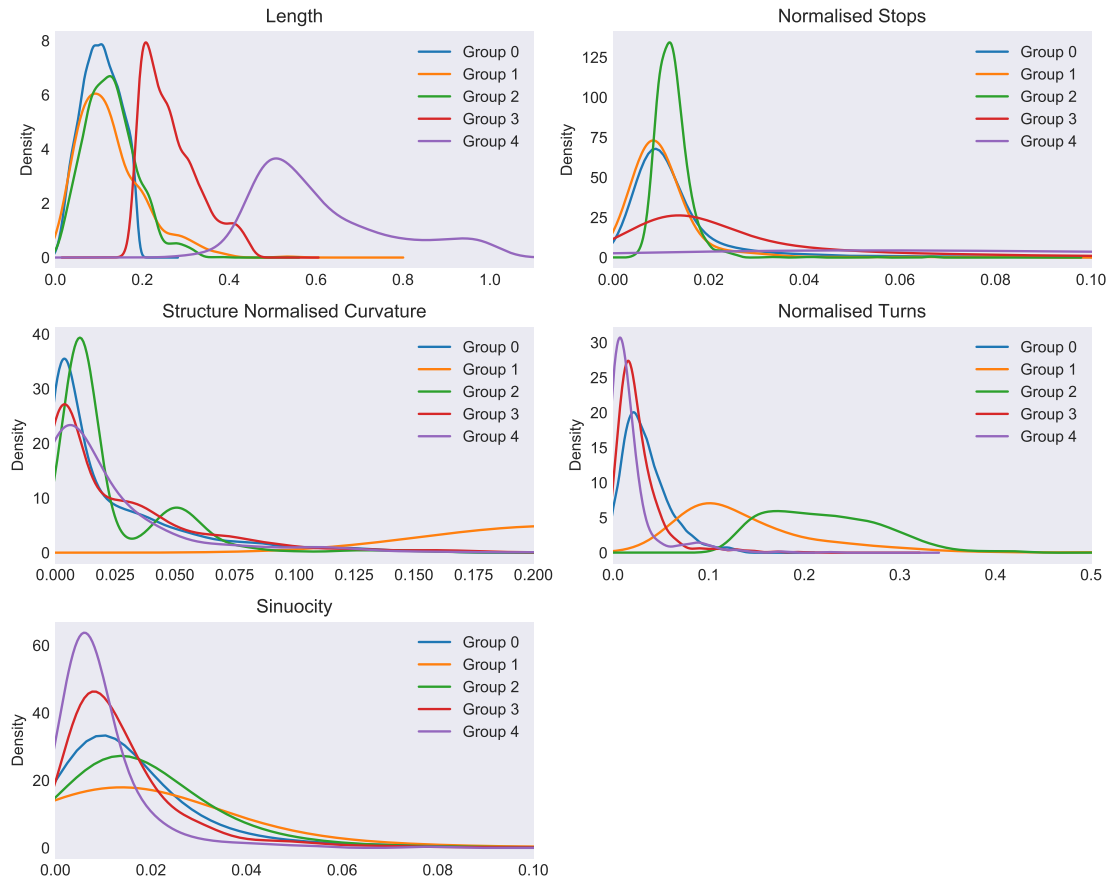 Length
Density
8
6
4
2
0
0.0 0.2 0.4 0.6 0.8 1.0
Group 0
Group 1
Group 2
Group 3
Group 4
Normalised Stops
Density
125
100
75
50
25
0
0.00 0.02 0.04 0.06 0.08 0.10
Group 0
Group 1
Group 2
Group 3
Group 4
Structure Normalised Curvature
Density
40
30
20
10
0
0.000 0.025 0.050 0.075 0.100 0.125 0.150 0.175 0.200
Group 0
Group 1
Group 2
Group 3
Group 4
Normalised Turns
Density
30
25
20
15
10
5
0
0.0 0.1 0.2 0.3 0.4 0.5
Group 0
Group 1
Group 2
Group 3
Group 4
Sinuocity
Density
60
40
20
0
0.00 0.02 0.04 0.06 0.08 0.10
Group 0
Group 1
Group 2
Group 3
Group 4